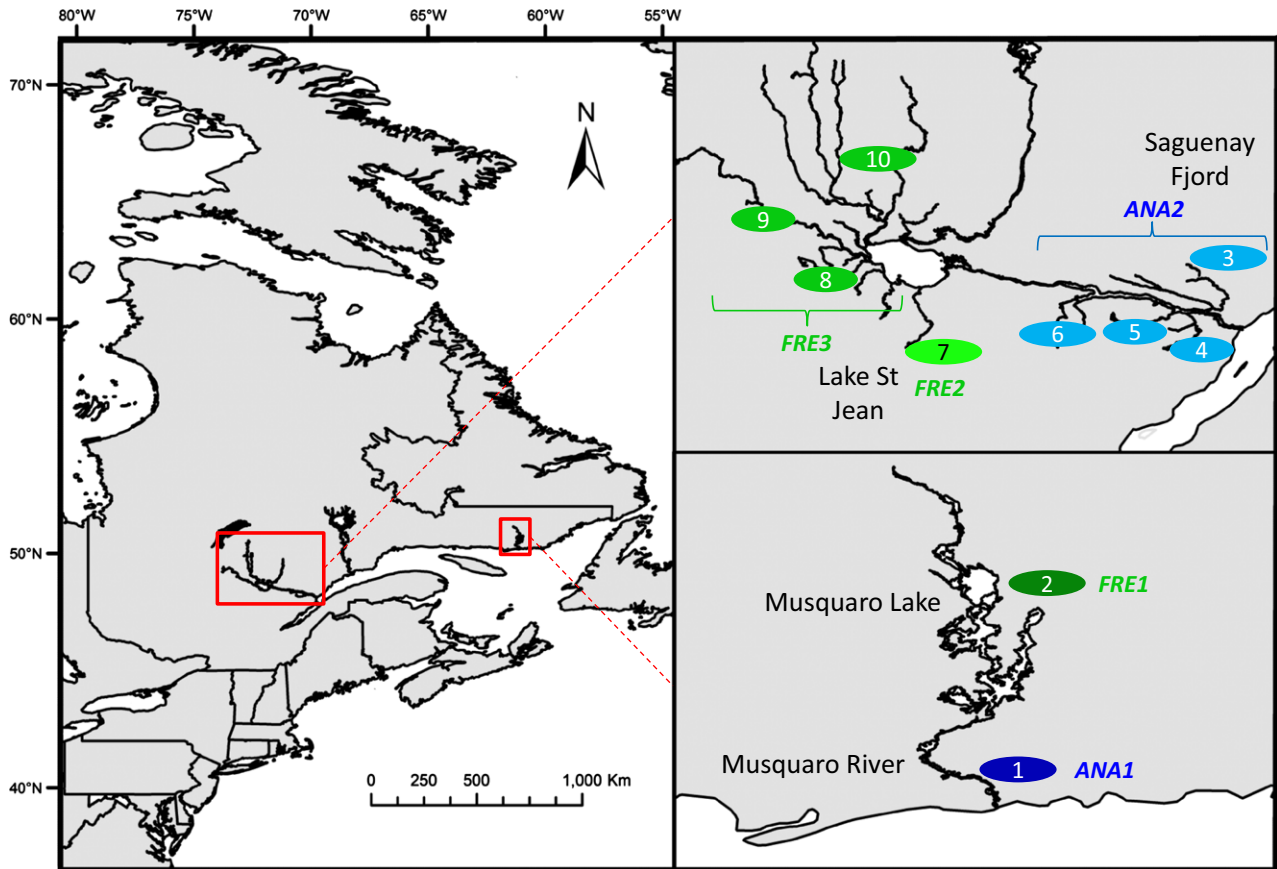 80°W 75°W 70°W 65°W 60°W 55°W
70°N
60°N
50°N
40°N
N
0 250 500 1,000 Km
Saguenay
Fjord
ANA2
10
9
3
8
6
5
4
7
FRE3
Lake St
Jean
FRE2
Musquaro Lake
2
FRE1
Musquaro River
1
ANA1